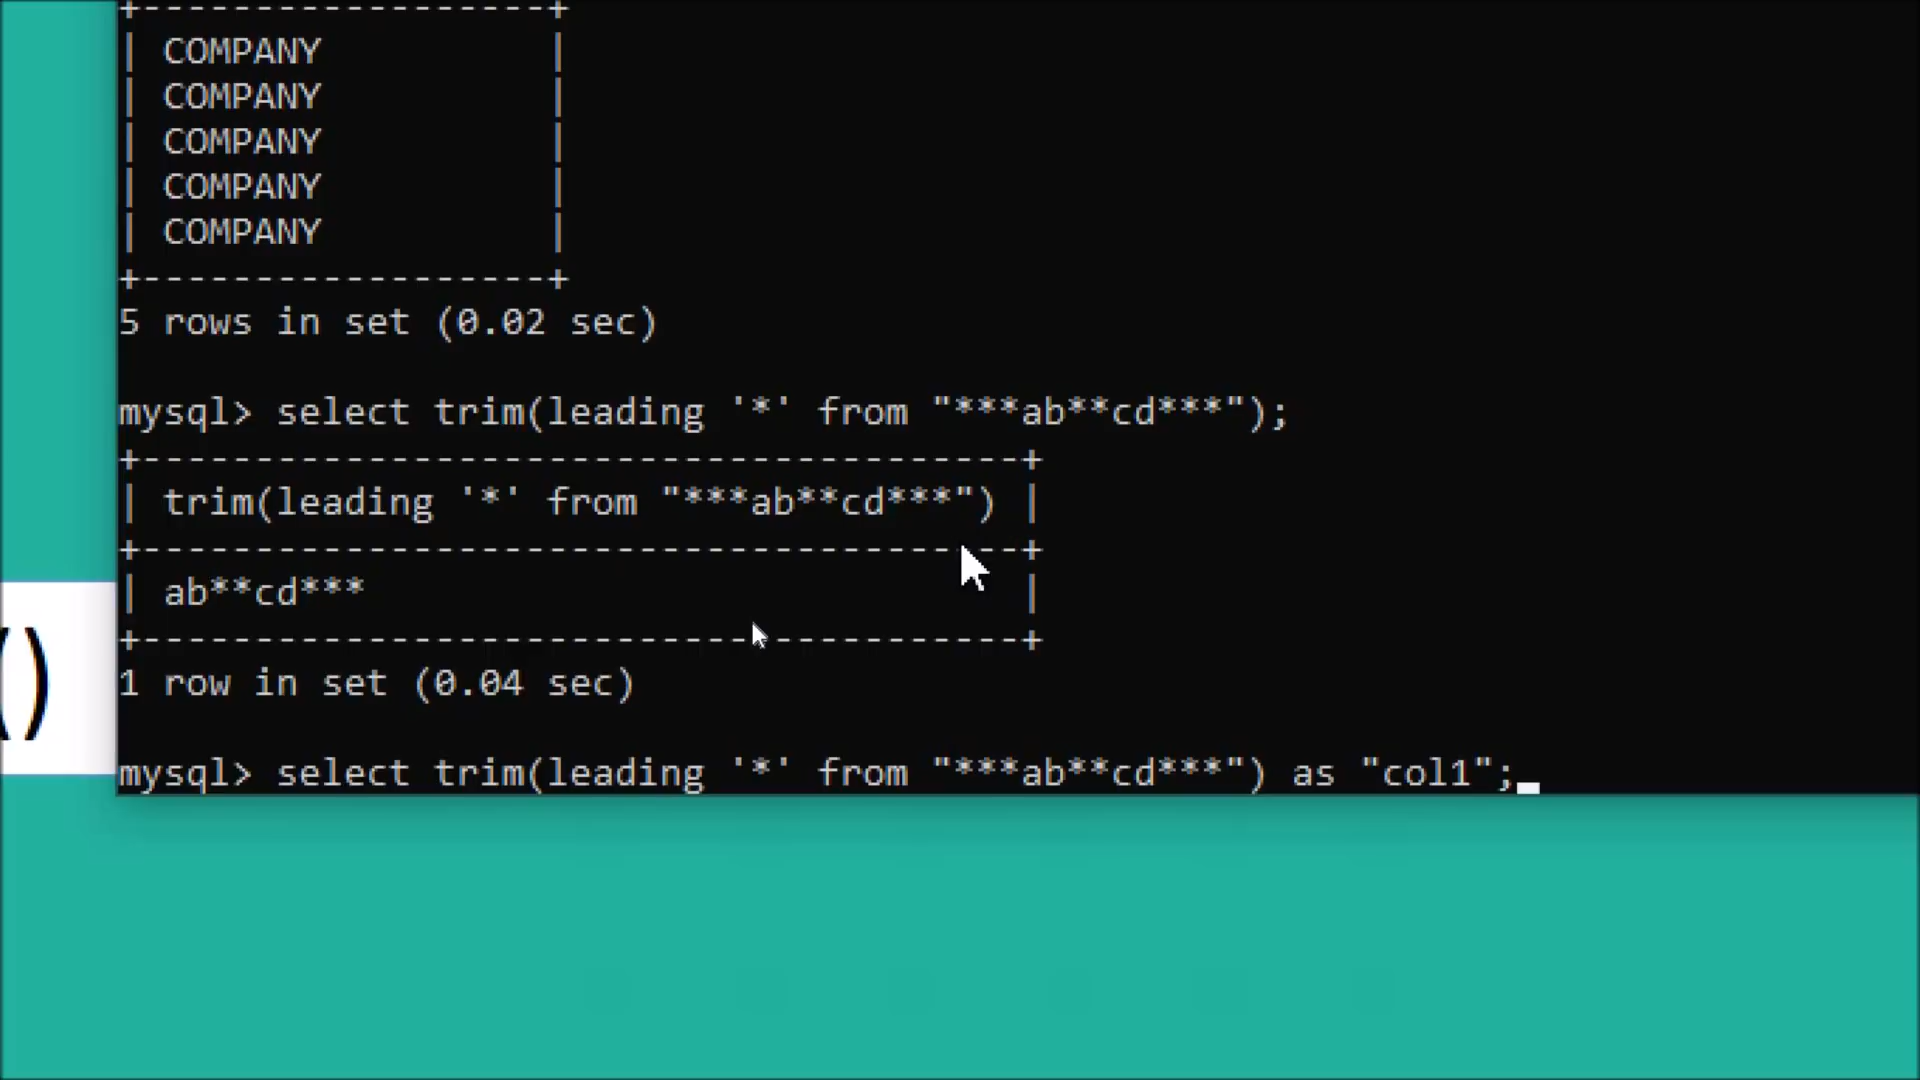 +------------------+
| COMPANY          |
| COMPANY          |
| COMPANY          |
| COMPANY          |
| COMPANY          |
+------------------+
5 rows in set (0.02 sec)
mysql> select trim(leading '*' from "***ab**cd***");
+---------------------------------------+
| trim(leading '*' from "***ab**cd***") |
+---------------------------------------+
| ab**cd***                             |
+---------------------------------------+
1 row in set (0.04 sec)
()
mysql> select trim(leading '*' from "***ab**cd***") as "col1";